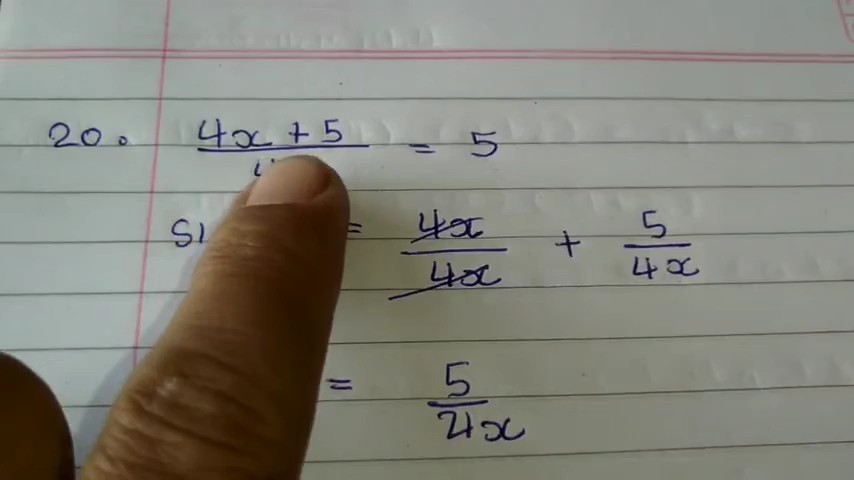 20. 4x + 5 = 5
= 4x + 5
4x 4x
= 5
4x